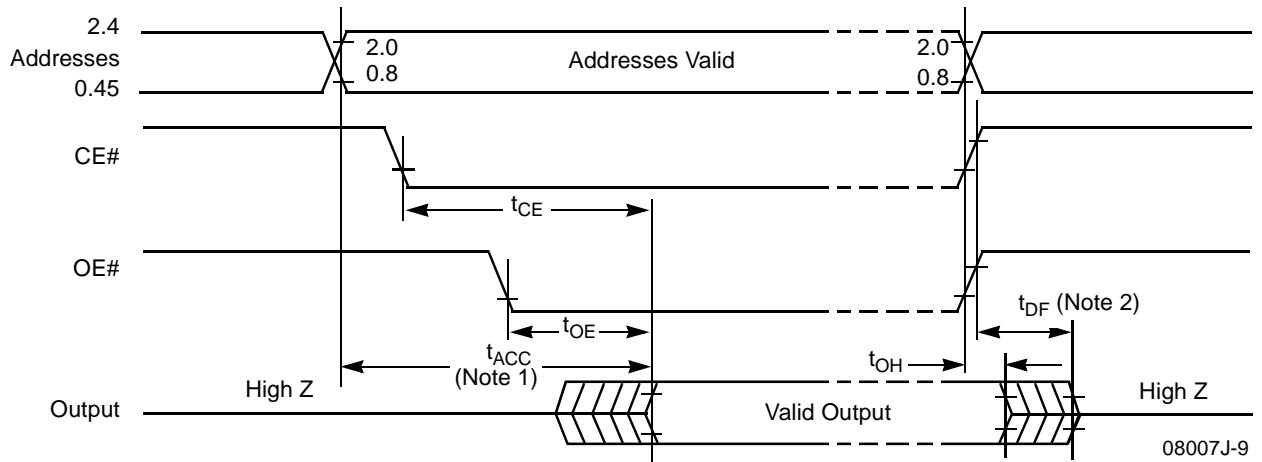 2.4
Addresses
0.45
2.0
0.8
Addresses Valid
2.0
0.8
CE#
tCE
OE#
tOE
tDF (Note 2)
tACC
(Note 1)
tOH
High Z
High Z
Output
Valid Output
08007J-9